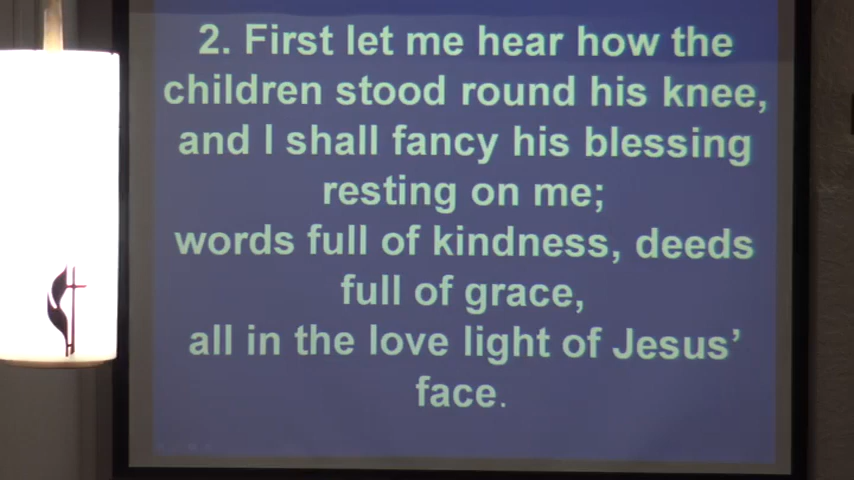 2. First let me hear how the
children stood round his knee,
and I shall fancy his blessing
resting on me;
words full of kindness, deeds
full of grace,
all in the love light of Jesus’
face.